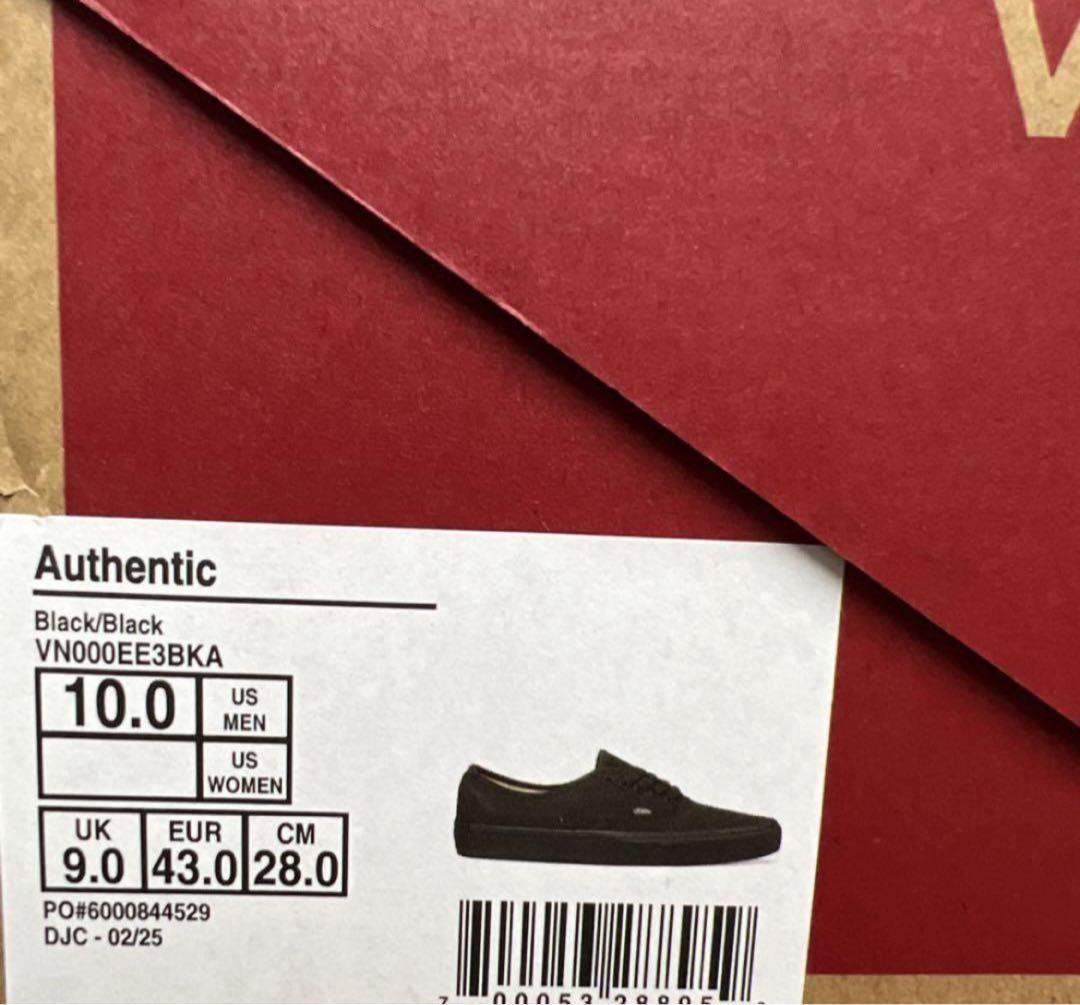 V
Authentic
Black/Black
VN000EE3BKA
10.0 US MEN
US WOMEN
UK EUR CM
9.0 43.0 28.0
PO#6000844529
DJC - 02/25